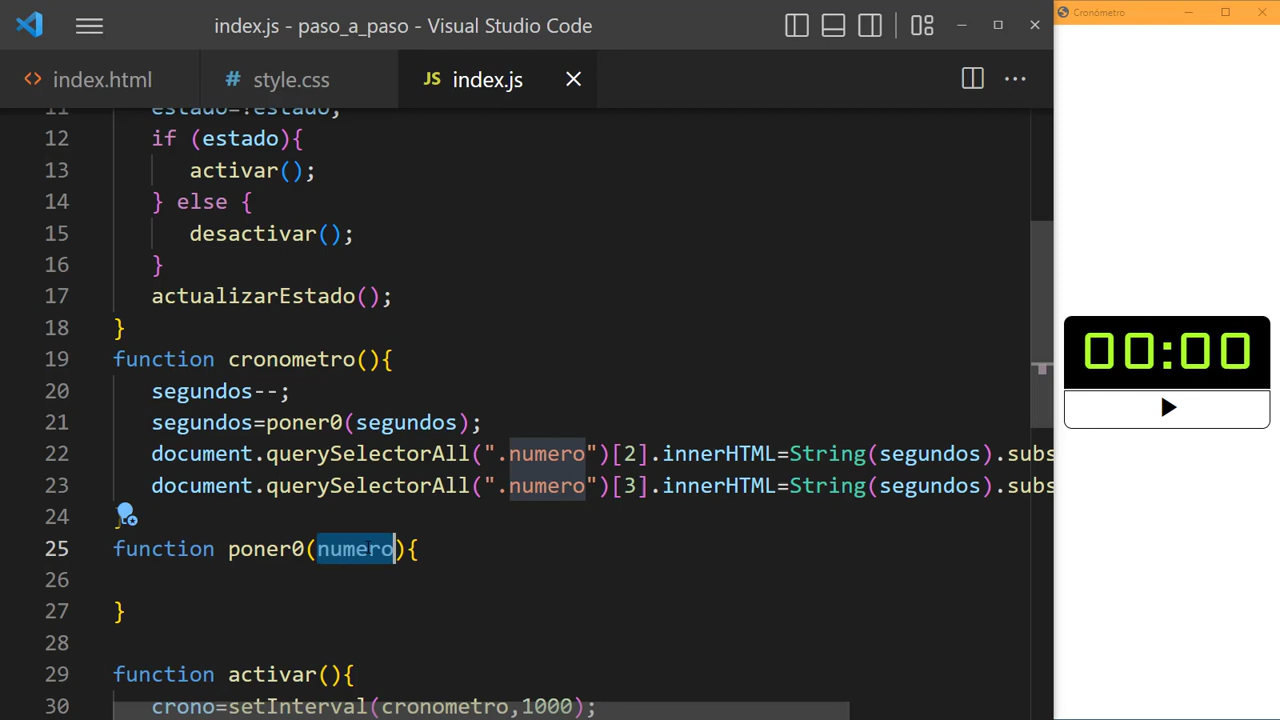 index.js - paso_a_paso - Visual Studio Code
Cronómetro
<> index.html
# style.css
JS index.js
11 estado=!estado;
12 if (estado){
13 activar();
14 } else {
15 desactivar();
16 }
17 actualizarEstado();
18 }
19 function cronometro(){
20 segundos--;
21 segundos=poner0(segundos);
22 document.querySelectorAll(".numero")[2].innerHTML=String(segundos).subs
23 document.querySelectorAll(".numero")[3].innerHTML=String(segundos).subs
24 }
25 function poner0(numero){
26
27 }
28
29 function activar(){
30 crono=setInterval(cronometro,1000);
00:00